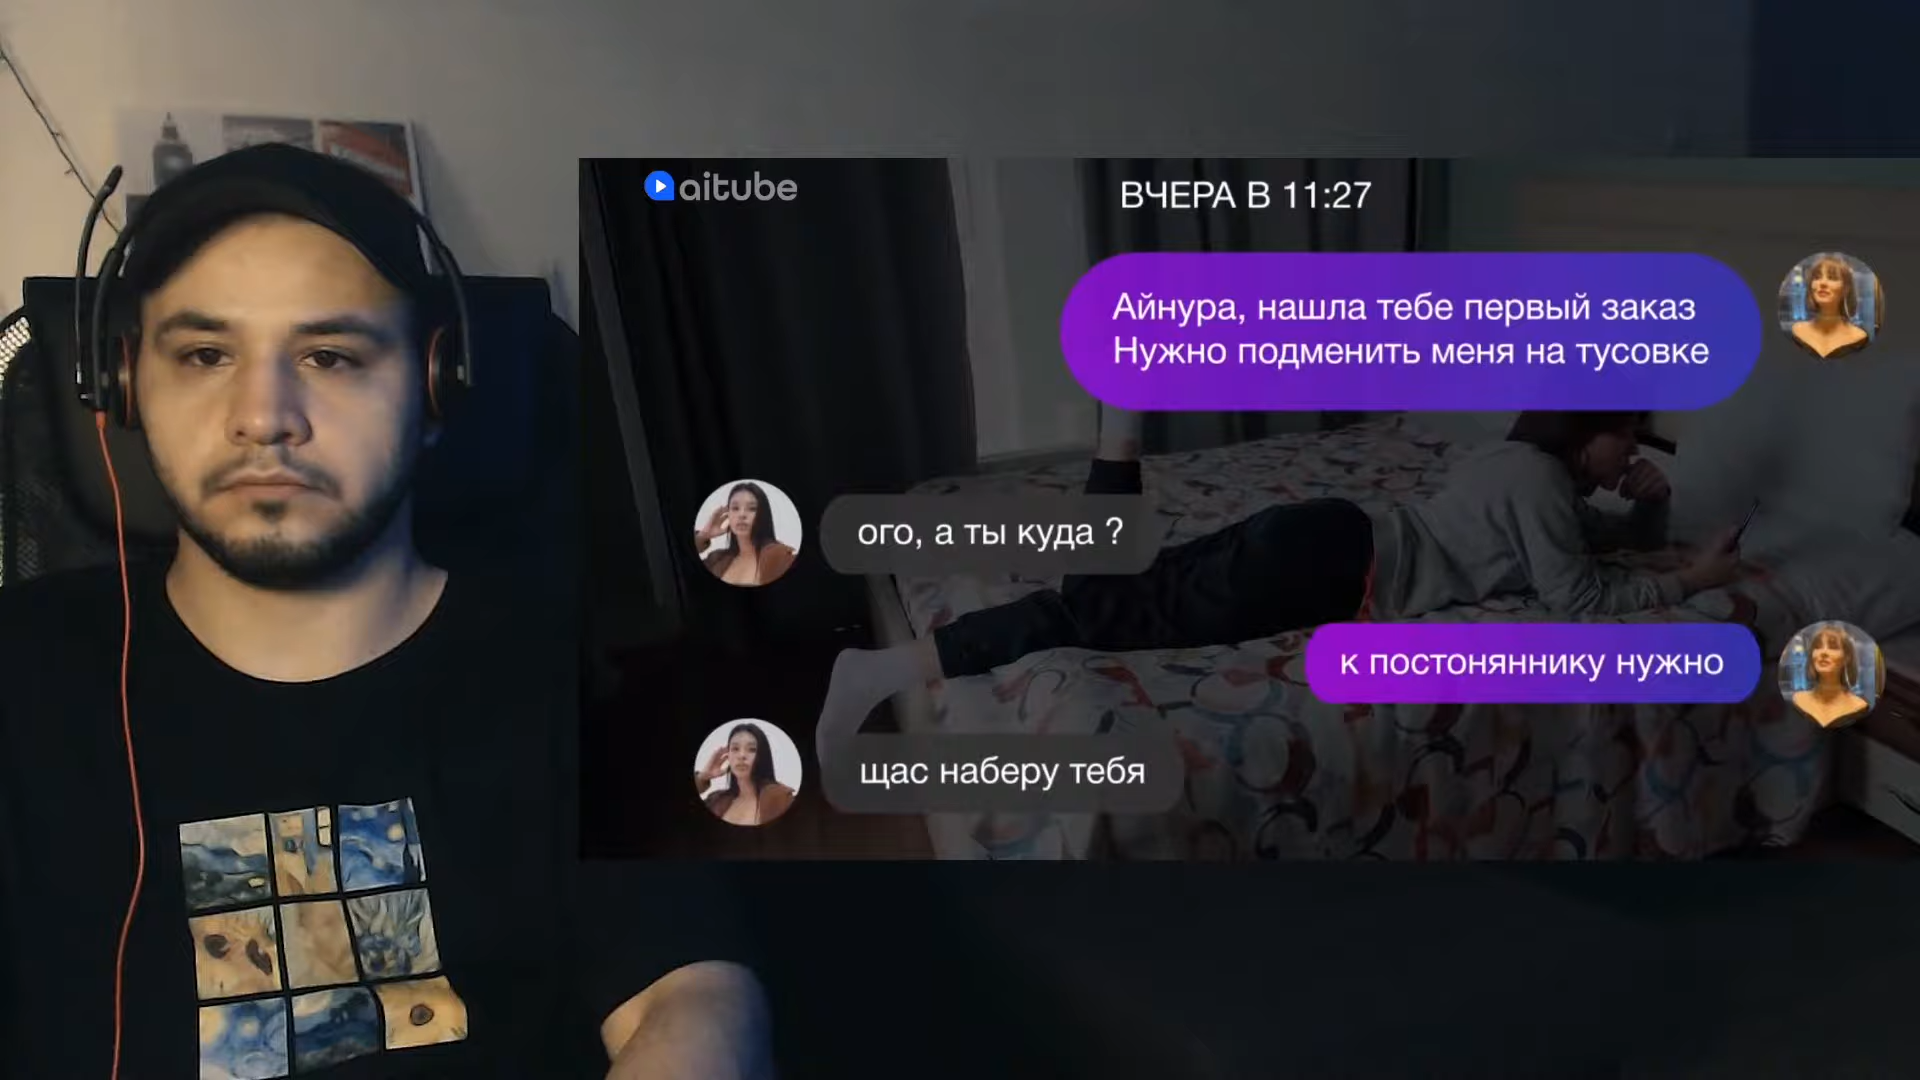 aitube
ВЧЕРА В 11:27
Айнура, нашла тебе первый заказ
Нужно подменить меня на тусовке
ого, а ты куда ?
к постоняннику нужно
щас наберу тебя